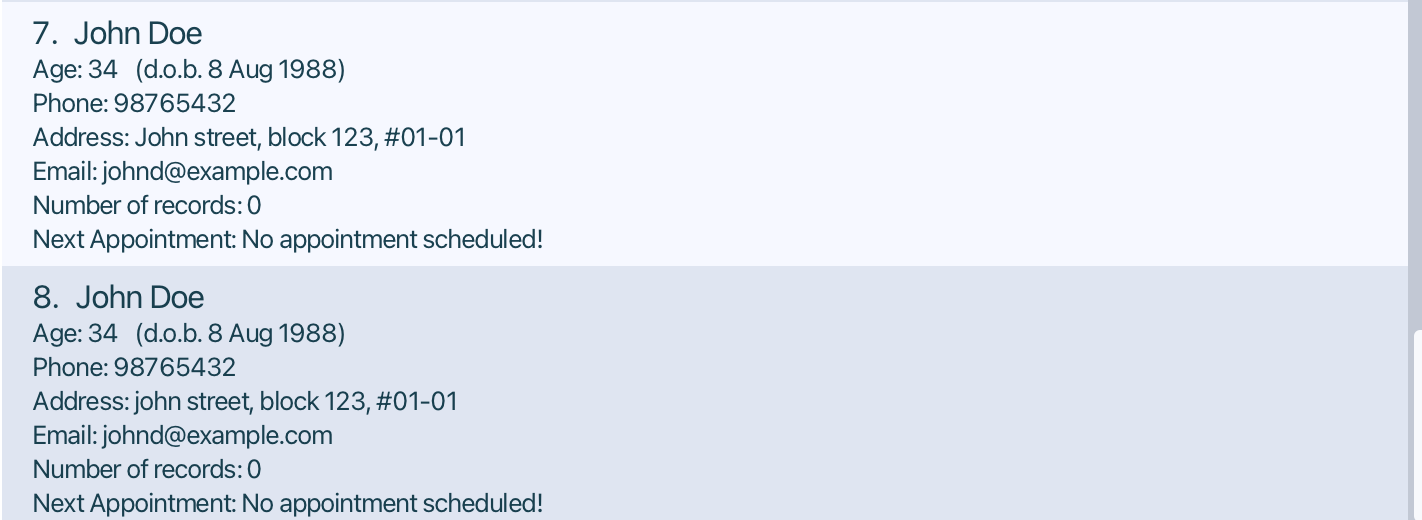 7. John Doe
Age: 34 (d.o.b. 8 Aug 1988)
Phone: 98765432
Address: John street, block 123, #01-01
Email: johnd@example.com
Number of records: 0
Next Appointment: No appointment scheduled!
8. John Doe
Age: 34 (d.o.b. 8 Aug 1988)
Phone: 98765432
Address: john street, block 123, #01-01
Email: johnd@example.com
Number of records: 0
Next Appointment: No appointment scheduled!